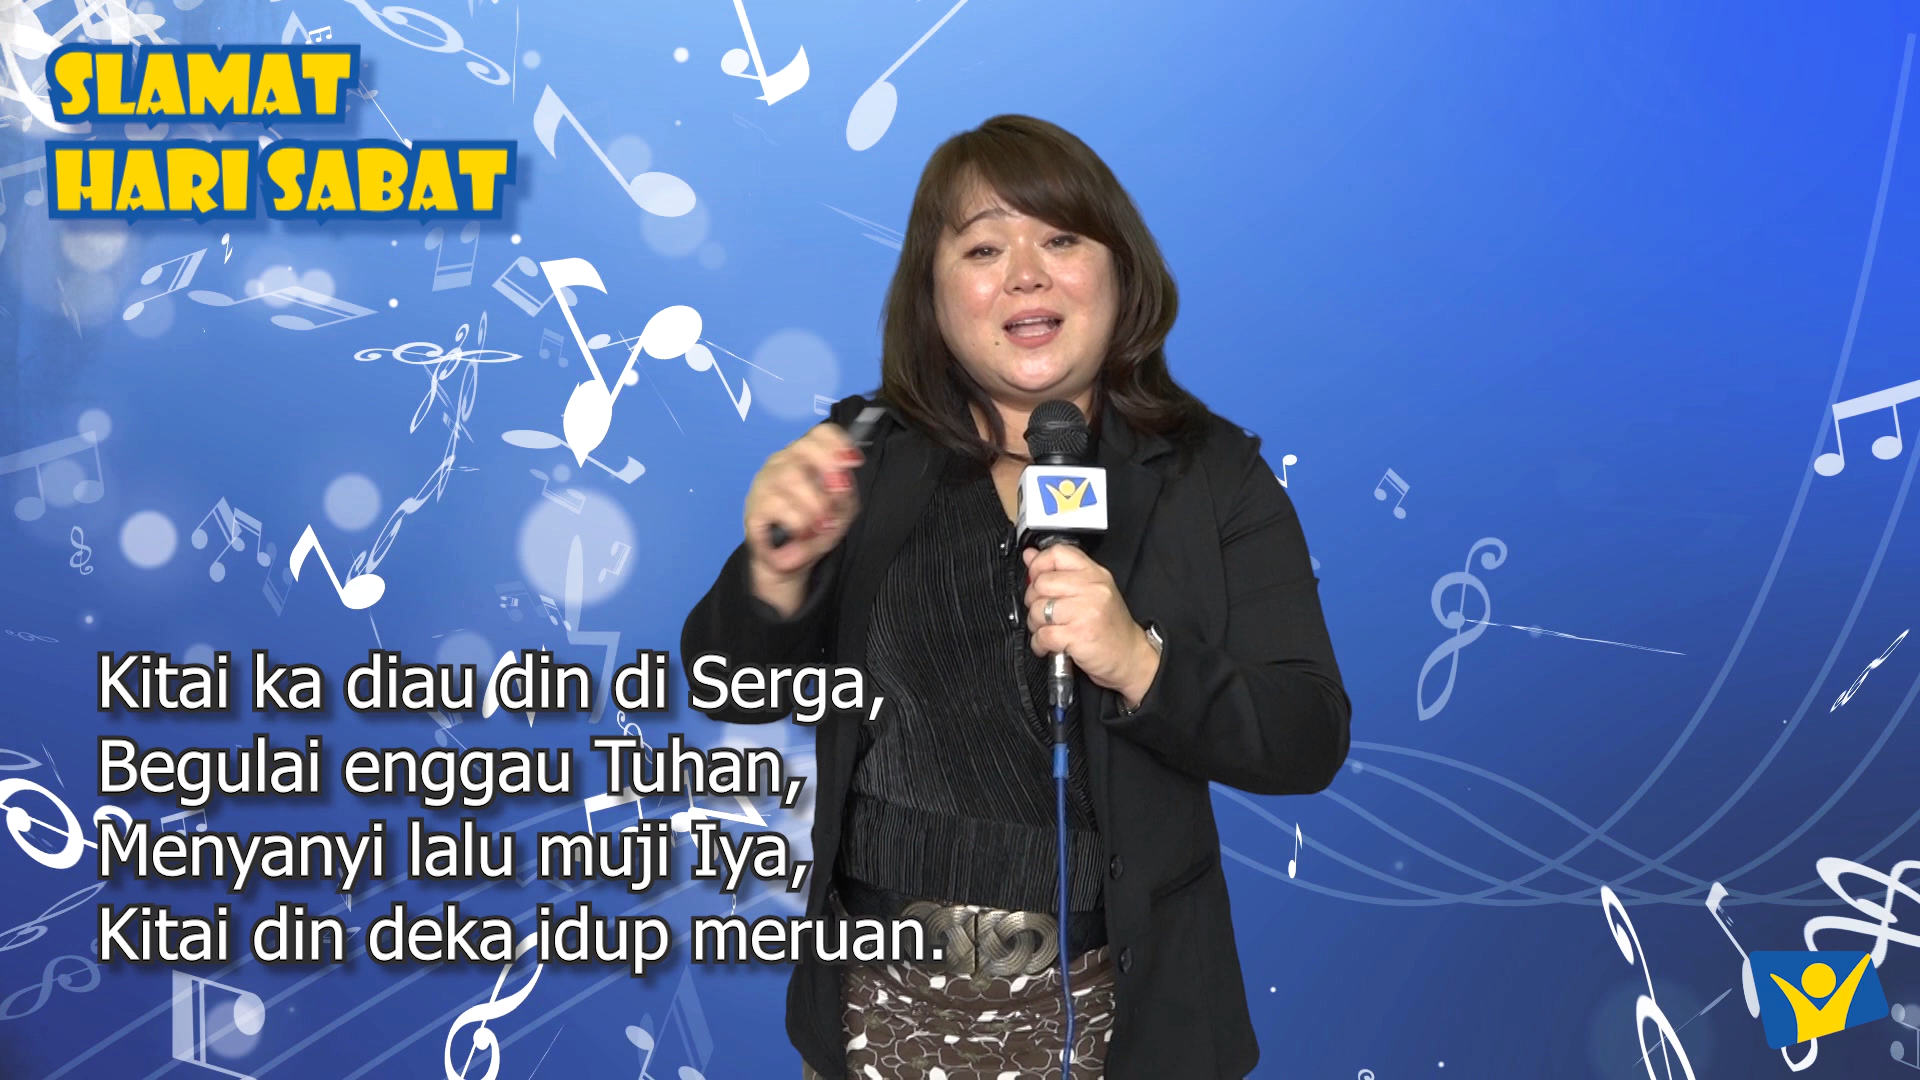 SLAMAT
HARI SABAT
Kitai ka diau din di Serga,
Begulai enggau Tuhan,
Menyanyi lalu muji Iya,
Kitai din deka idup meruan.